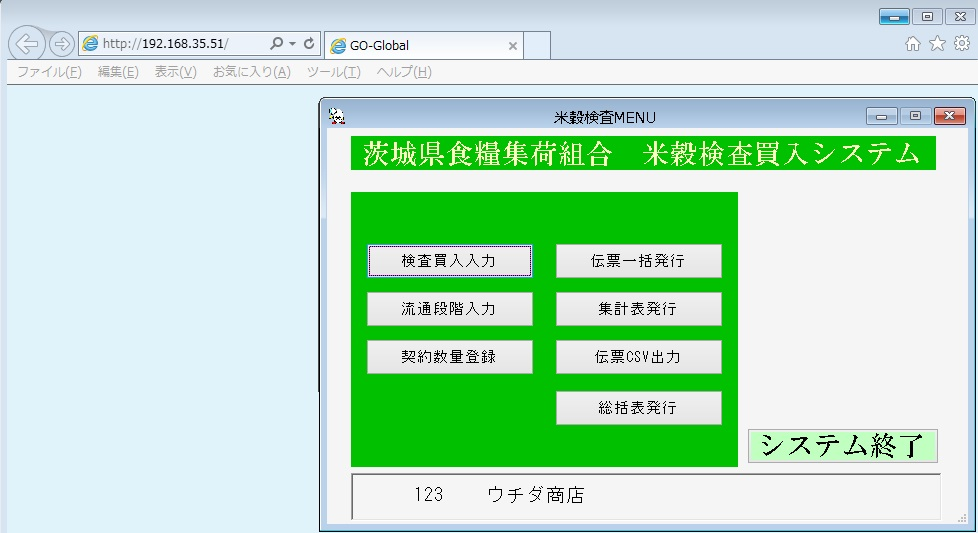 http://192.168.35.51/
GO-Global
ファイル(F) 編集(E) 表示(V) お気に入り(A) ツール(T) ヘルプ(H)
米穀検査MENU
茨城県食糧集荷組合 米穀検査買入システム
検査買入入力 伝票一括発行
流通段階入力 集計表発行
契約数量登録 伝票CSV出力
総括表発行
システム終了
123 ウチダ商店